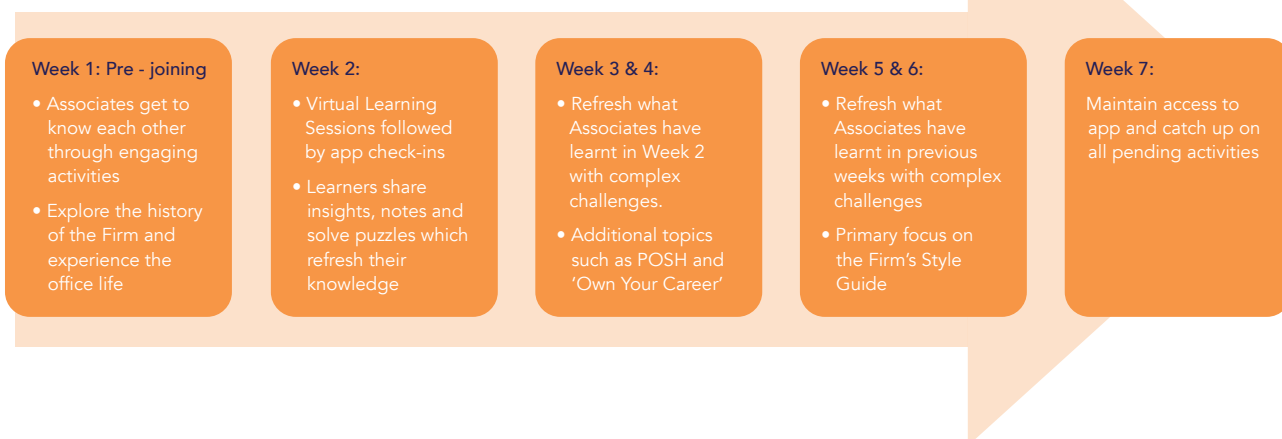 Week 1: Pre - joining
• Associates get to
know each other
through engaging
activities
• Explore the history
of the Firm and
experience the
office life
Week 2:
• Virtual Learning
Sessions followed
by app check-ins
• Learners share
insights, notes and
solve puzzles which
refresh their
knowledge
Week 3 & 4:
• Refresh what
Associates have
learnt in Week 2
with complex
challenges.
• Additional topics
such as POSH and
‘Own Your Career’
Week 5 & 6:
• Refresh what
Associates have
learnt in previous
weeks with complex
challenges
• Primary focus on
the Firm’s Style
Guide
Week 7:
Maintain access to
app and catch up on
all pending activities